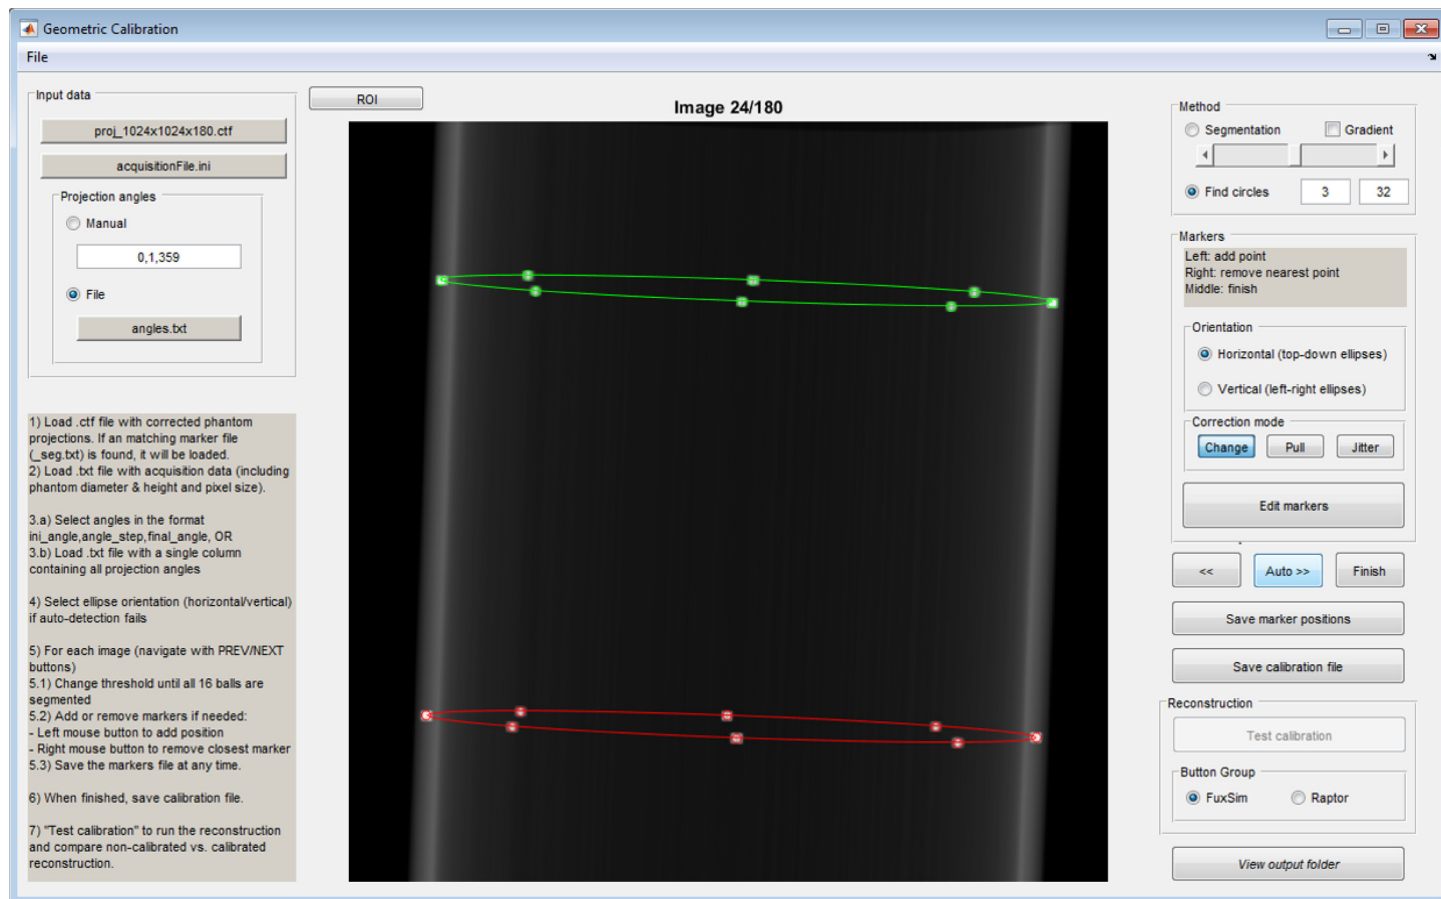 Geometric Calibration
File
Input data
proj_1024x1024x180.ctf
acquisitionFile.ini
Projection angles
Manual
0,1,359
File
angles.txt
1) Load .ctf file with corrected phantom
projections. If an matching marker file
(_seg.txt) is found, it will be loaded.
2) Load .txt file with acquisition data (including
phantom diameter & height and pixel size).
3.a) Select angles in the format
ini_angle,angle_step,final_angle, OR
3.b) Load .txt file with a single column
containing all projection angles
4) Select ellipse orientation (horizontal/vertical)
if auto-detection fails
5) For each image (navigate with PREV/NEXT
buttons)
5.1) Change threshold until all 16 balls are
segmented
5.2) Add or remove markers if needed:
- Left mouse button to add position
- Right mouse button to remove closest marker
5.3) Save the markers file at any time.
6) When finished, save calibration file.
7) "Test calibration" to run the reconstruction
and compare non-calibrated vs. calibrated
reconstruction.
ROI
Image 24/180
Method
Segmentation Gradient
Find circles 3 32
Markers
Left: add point
Right: remove nearest point
Middle: finish
Orientation
Horizontal (top-down ellipses)
Vertical (left-right ellipses)
Correction mode
Change Pull Jitter
Edit markers
<< Auto >> Finish
Save marker positions
Save calibration file
Reconstruction
Test calibration
Button Group
FuxSim Raptor
View output folder